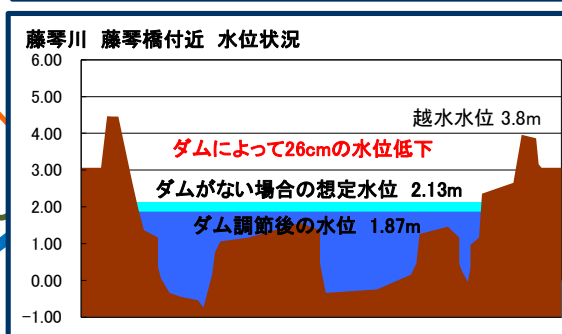 藤琴川 藤琴橋付近 水位状況
6.00
5.00
越水水位 3.8m
4.00
ダムによって26cmの水位低下
3.00
ダムがない場合の想定水位 2.13m
2.00
ダム調節後の水位 1.87m
1.00
0.00
-1.00